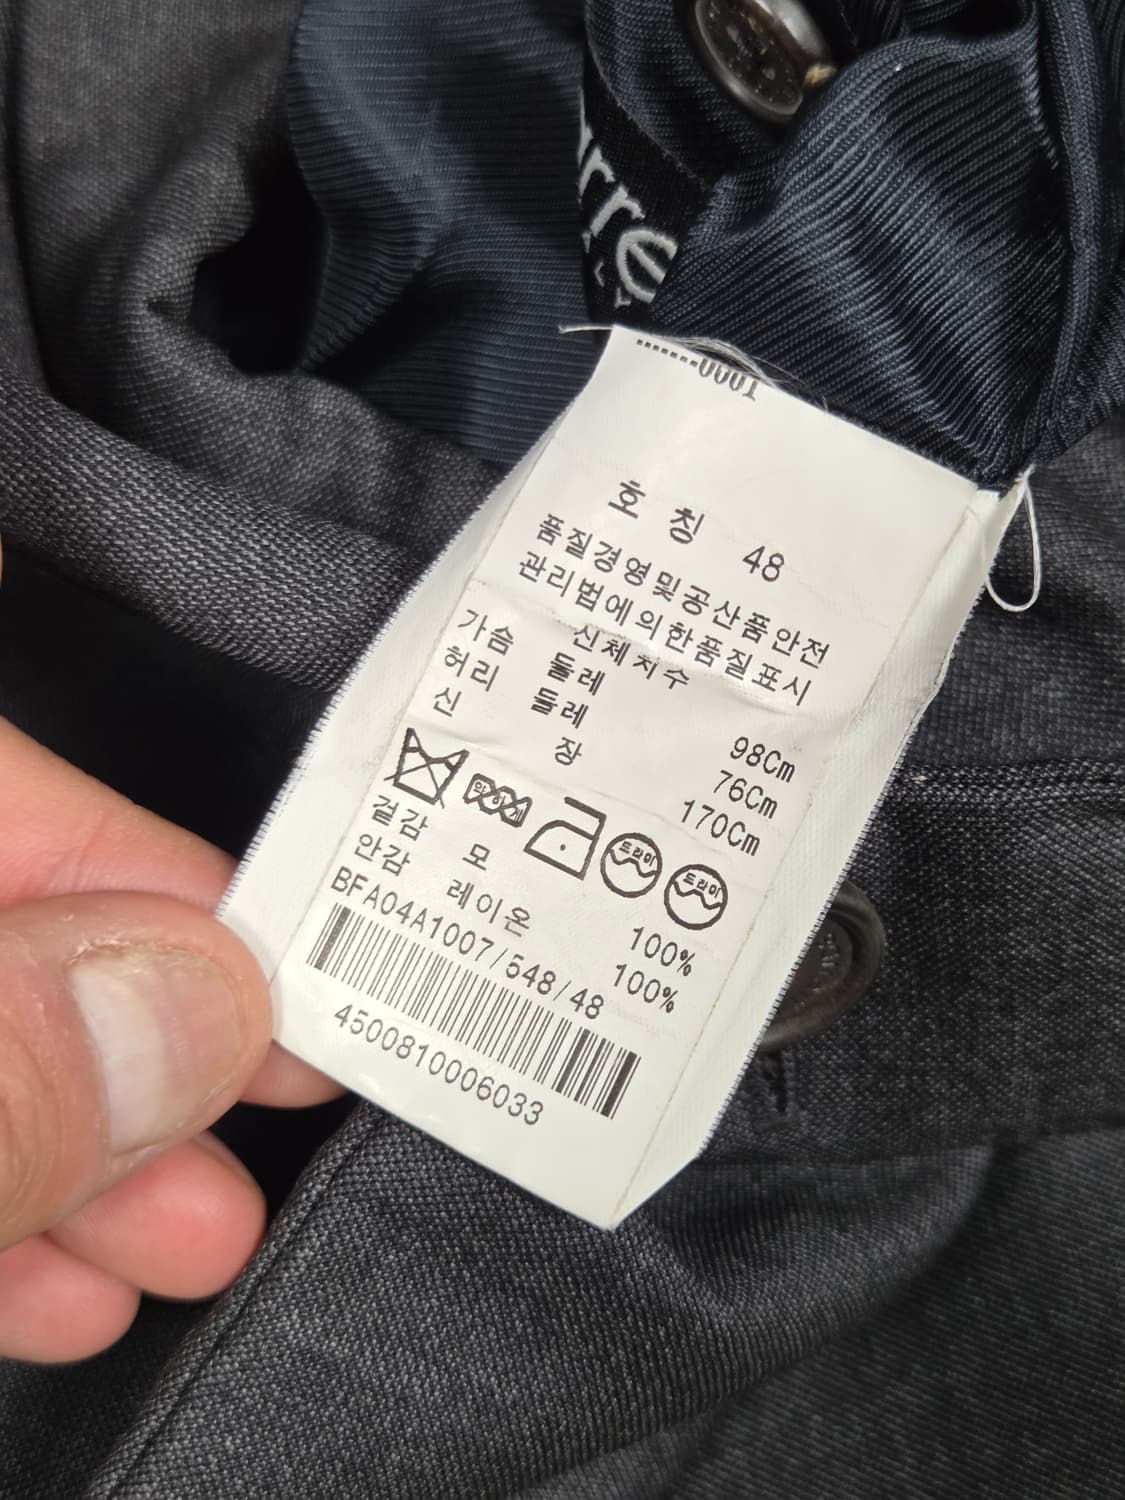 0001
호칭 48
품질경영및공산품안전
관리법에의한품질표시
신체치수
가슴 둘레 98Cm
허리 둘레 76Cm
신 장 170Cm
드라이 드라이
겉감 모 100%
안감 레이온 100%
BFA04A1007/548/48
4500810006033